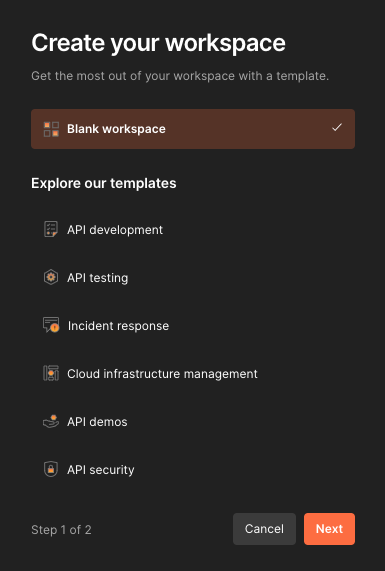 Create your workspace
Get the most out of your workspace with a template.
Blank workspace
Explore our templates
API development
API testing
Incident response
Cloud infrastructure management
API demos
API security
Step 1 of 2
Cancel
Next